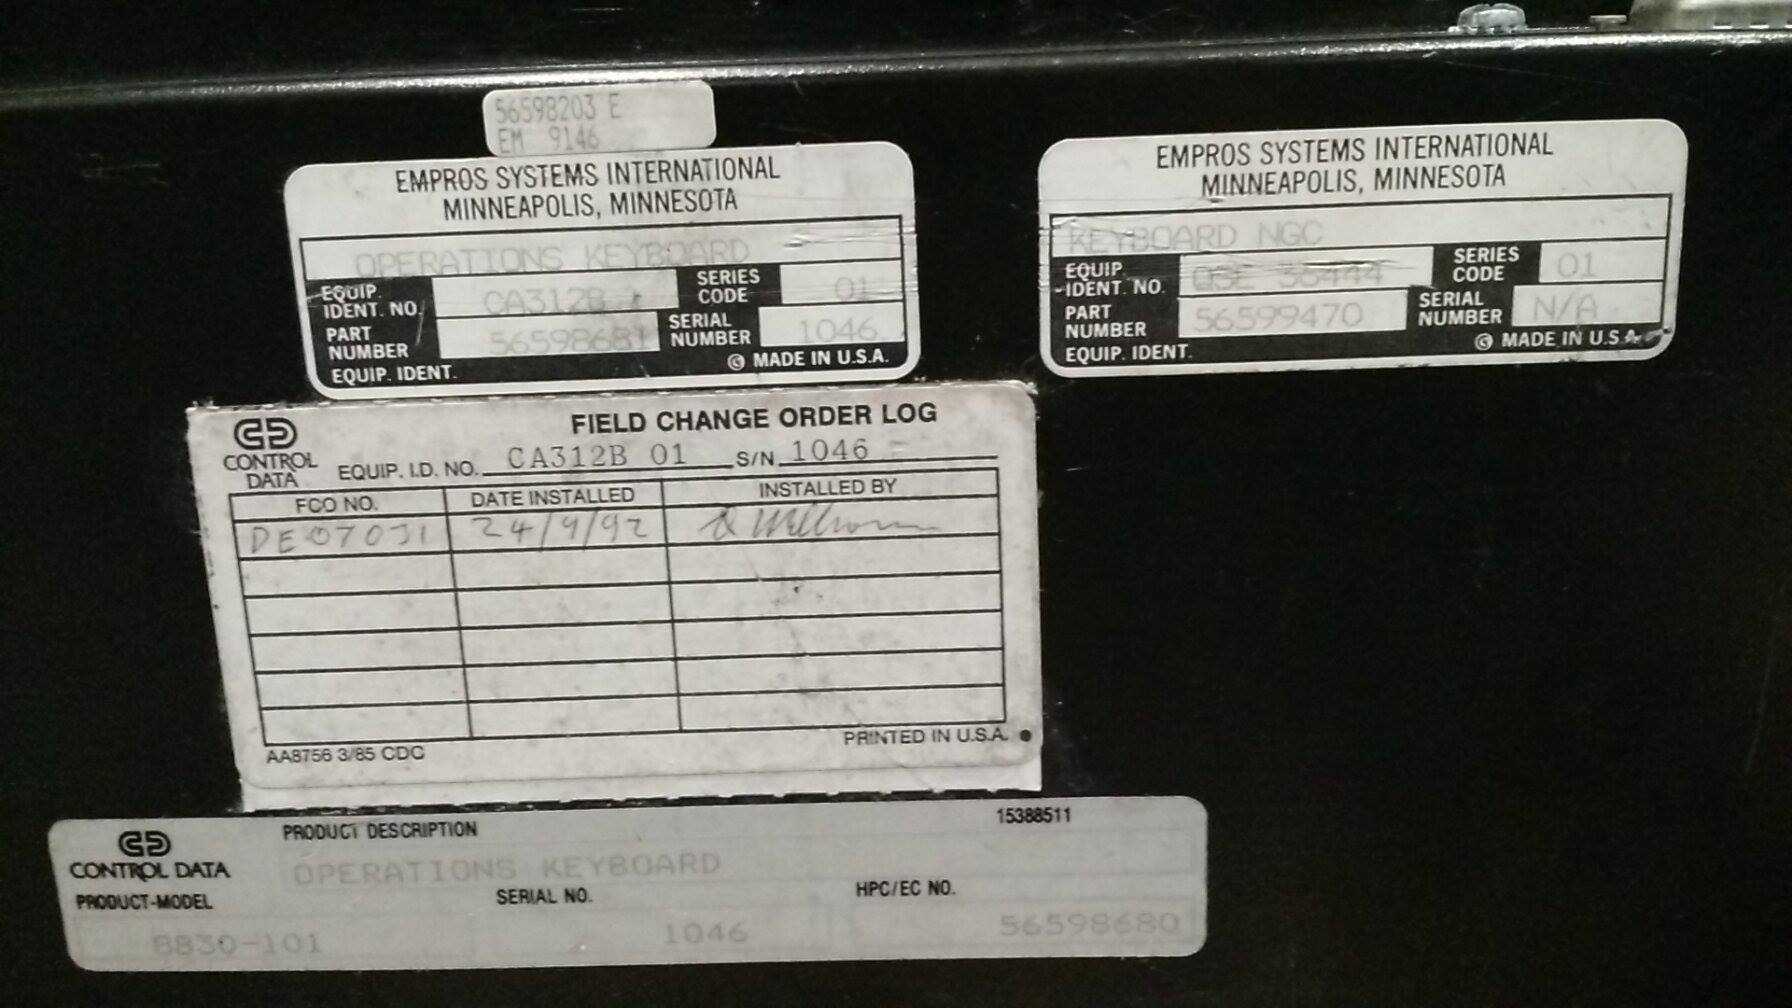 56598203 E
EM 9146
EMPROS SYSTEMS INTERNATIONAL
MINNEAPOLIS, MINNESOTA
OPERATIONS KEYBOARD
EQUIP. IDENT. NO. CA312B SERIES CODE 01
PART NUMBER 56598681 SERIAL NUMBER 1046
EQUIP. IDENT. © MADE IN U.S.A.
EMPROS SYSTEMS INTERNATIONAL
MINNEAPOLIS, MINNESOTA
KEYBOARD NGC
EQUIP. IDENT. NO. 36444 SERIES CODE 01
PART NUMBER 56599470 SERIAL NUMBER N/A
EQUIP. IDENT. © MADE IN U.S.A.
CONTROL DATA
FIELD CHANGE ORDER LOG
EQUIP. I.D. NO. CA312B 01 S/N 1046
FCO NO. DATE INSTALLED INSTALLED BY
24/9/92
AA8756 3/85 CDC PRINTED IN U.S.A.
CONTROL DATA
PRODUCT DESCRIPTION 15388511
OPERATIONS KEYBOARD
PRODUCT-MODEL SERIAL NO. HPC/EC NO.
B830-101 1046 56598680